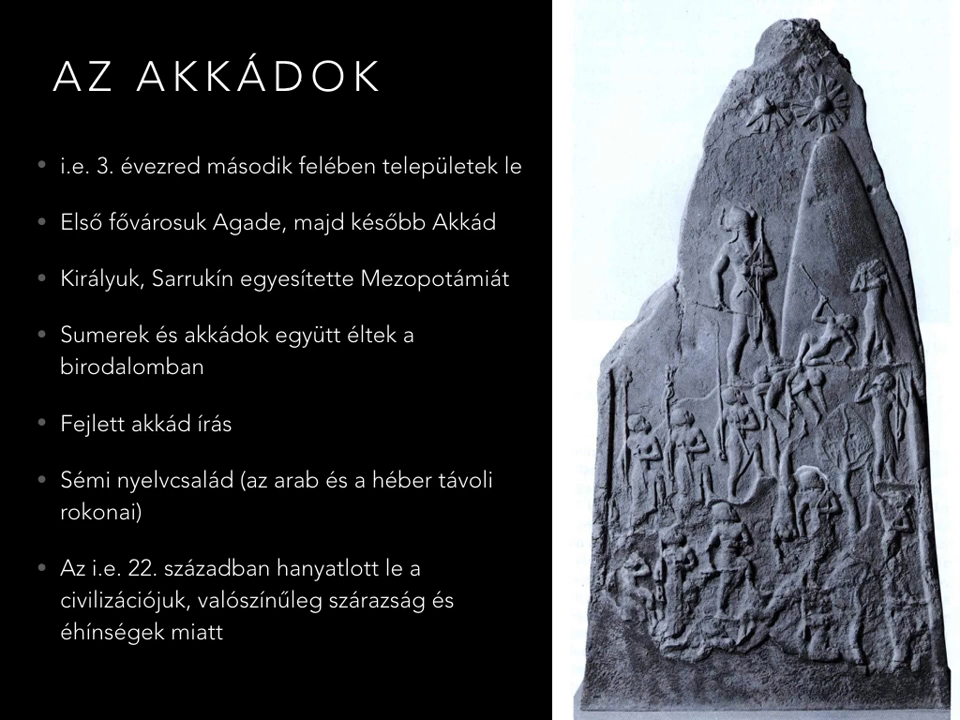 AZ AKKÁDOK
• i.e. 3. évezred második felében települetek le
• Első fővárosuk Agade, majd később Akkád
• Királyuk, Sarrukín egyesítette Mezopotámiát
• Sumerek és akkádok együtt éltek a
birodalomban
• Fejlett akkád írás
• Sémi nyelvcsalád (az arab és a héber távoli
rokonai)
• Az i.e. 22. században hanyatlott le a
civilizációjuk, valószínűleg szárazság és
éhínségek miatt